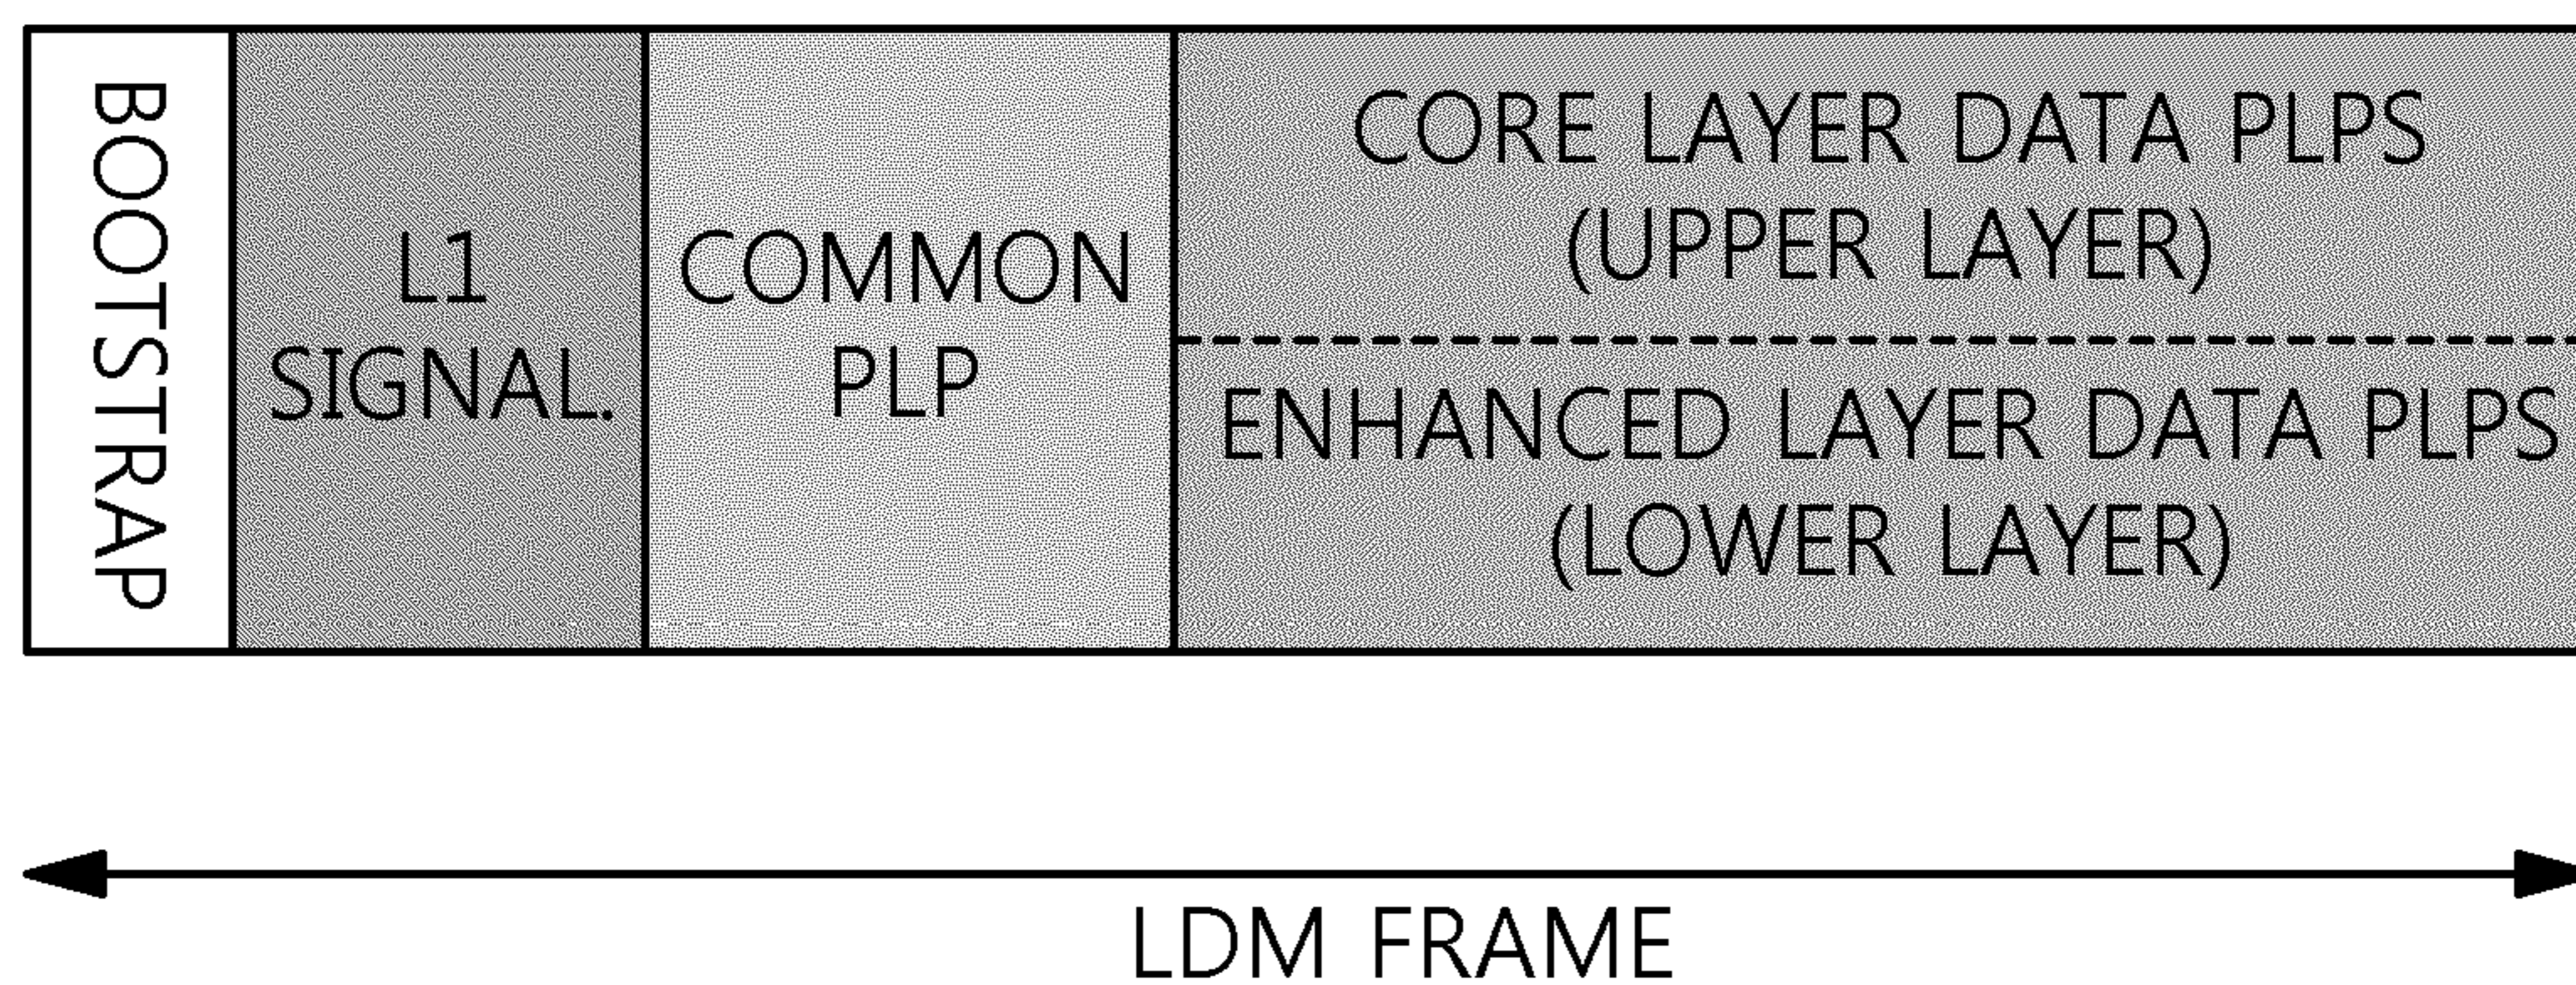 BOOTSTRAP
L1
SIGNAL.
COMMON
PLP
CORE LAYER DATA PLPS
(UPPER LAYER)
ENHANCED LAYER DATA PLPS
(LOWER LAYER)
LDM FRAME